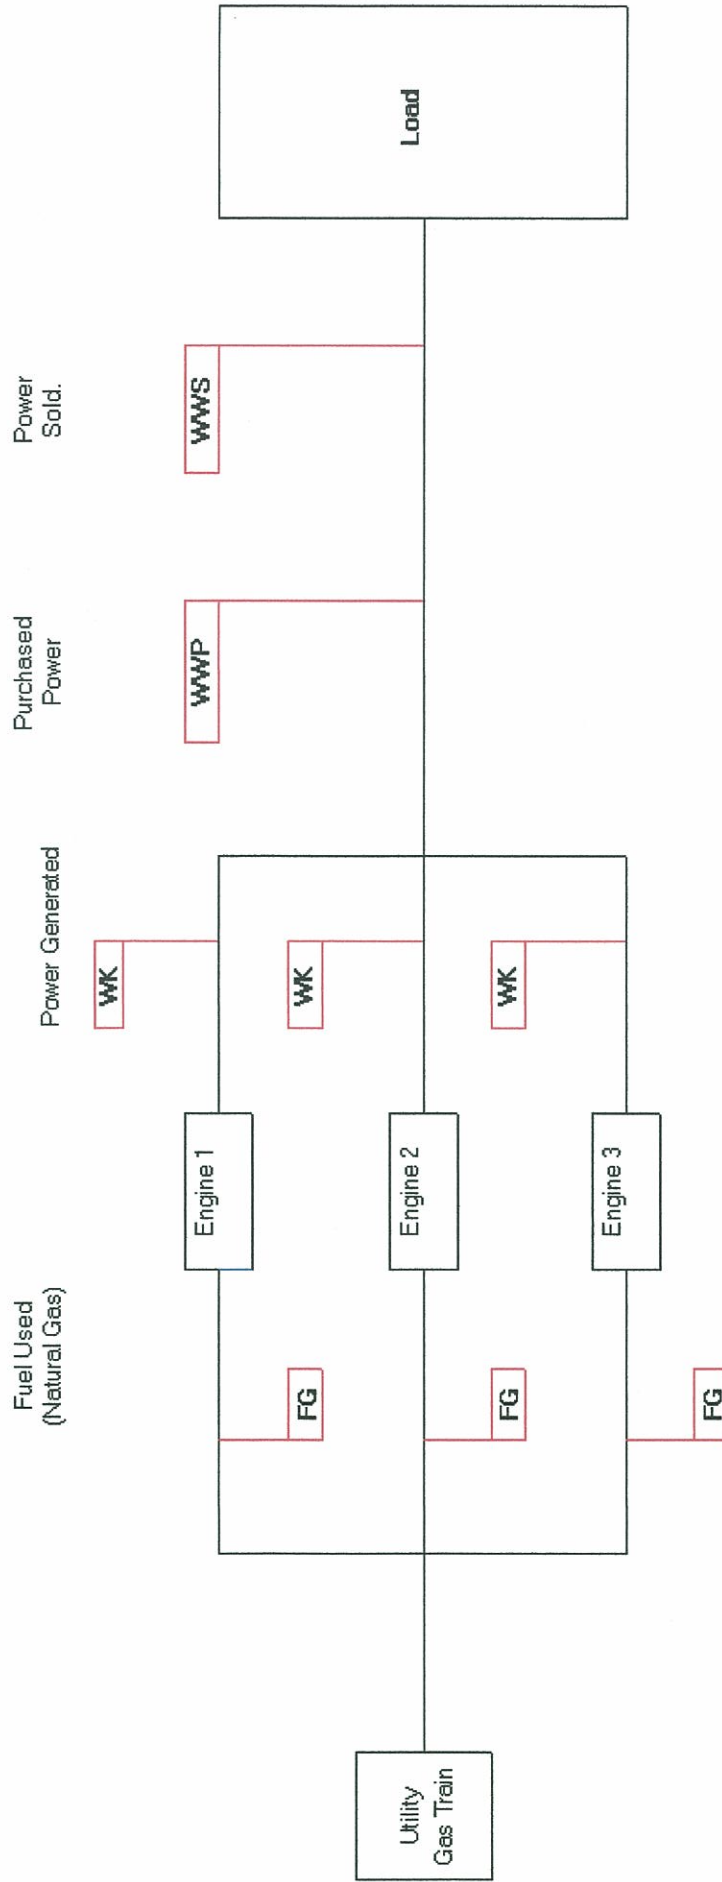 Fuel Used
(Natural Gas)
Power Generated
Purchased
Power
Power
Sold.
WK
WWP
WWS
Engine 1
FG
WK
Utility
Gas Train
Engine 2
Load
FG
WK
Engine 3
FG